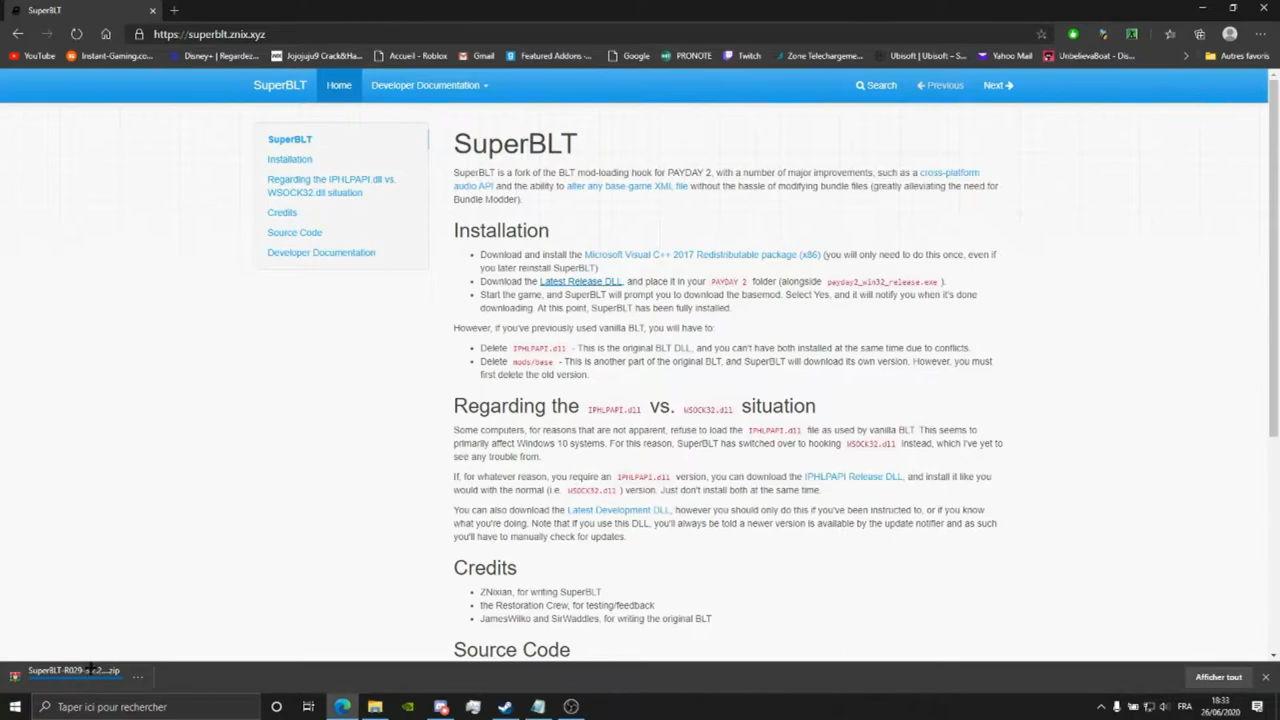 SuperBLT
https://superblt.znix.xyz
YouTube
Instant-Gaming.co...
Disney+ | Regardez...
Jojojuju9 Crack&Ha...
Accueil - Roblox
Gmail
Featured Addons -...
Google
PRONOTE
Twitch
Zone Telechargeme...
Ubisoft | Ubisoft – S...
Yahoo Mail
UnbelievaBoat - Dis...
Autres favoris
SuperBLT
Home
Developer Documentation
Search
Previous
Next
SuperBLT
Installation
Regarding the IPHLPAPI.dll vs.
WSOCK32.dll situation
Credits
Source Code
Developer Documentation
SuperBLT
SuperBLT is a fork of the BLT mod-loading hook for PAYDAY 2, with a number of major improvements, such as a cross-platform
audio API and the ability to alter any base-game XML file without the hassle of modifying bundle files (greatly alleviating the need for
Bundle Modder).
Installation
• Download and install the Microsoft Visual C++ 2017 Redistributable package (x86) (you will only need to do this once, even if
you later reinstall SuperBLT)
• Download the Latest Release DLL, and place it in your PAYDAY 2 folder (alongside payday2_win32_release.exe ).
• Start the game, and SuperBLT will prompt you to download the basemod. Select Yes, and it will notify you when it's done
downloading. At this point, SuperBLT has been fully installed.
However, if you've previously used vanilla BLT, you will have to:
• Delete IPHLPAPI.dll - This is the original BLT DLL, and you can't have both installed at the same time due to conflicts.
• Delete mods/base - This is another part of the original BLT, and SuperBLT will download its own version. However, you must
first delete the old version.
Regarding the IPHLPAPI.dll vs. WSOCK32.dll situation
Some computers, for reasons that are not apparent, refuse to load the IPHLPAPI.dll file as used by vanilla BLT. This seems to
primarily affect Windows 10 systems. For this reason, SuperBLT has switched over to hooking WSOCK32.dll instead, which I've yet to
see any trouble from.
If, for whatever reason, you require an IPHLPAPI.dll version, you can download the IPHLPAPI Release DLL, and install it like you
would with the normal (i.e. WSOCK32.dll ) version. Just don't install both at the same time.
You can also download the Latest Development DLL, however you should only do this if you've been instructed to, or if you know
what you're doing. Note that if you use this DLL, you'll always be told a newer version is available by the update notifier and as such
you'll have to manually check for updates.
Credits
• ZNixian, for writing SuperBLT
• the Restoration Crew, for testing/feedback
• JamesWilko and SirWaddles, for writing the original BLT
Source Code
Afficher tout
Taper ici pour rechercher
FRA
18:33
26/06/2020